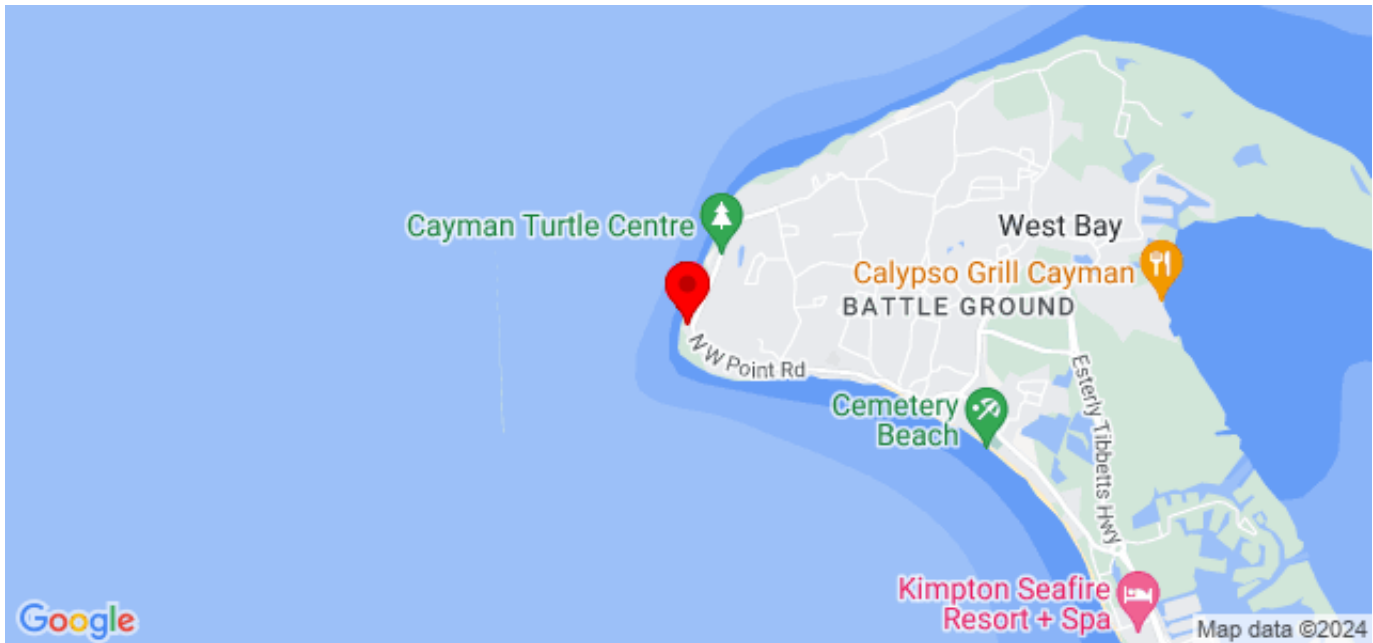 Cayman Turtle Centre
West Bay
Calypso Grill Cayman
BATTLE GROUND
N W Point Rd
Esterly Tibbetts Hwy
Cemetery
Beach
Kimpton Seafire
Resort + Spa
Google
Map data ©2024